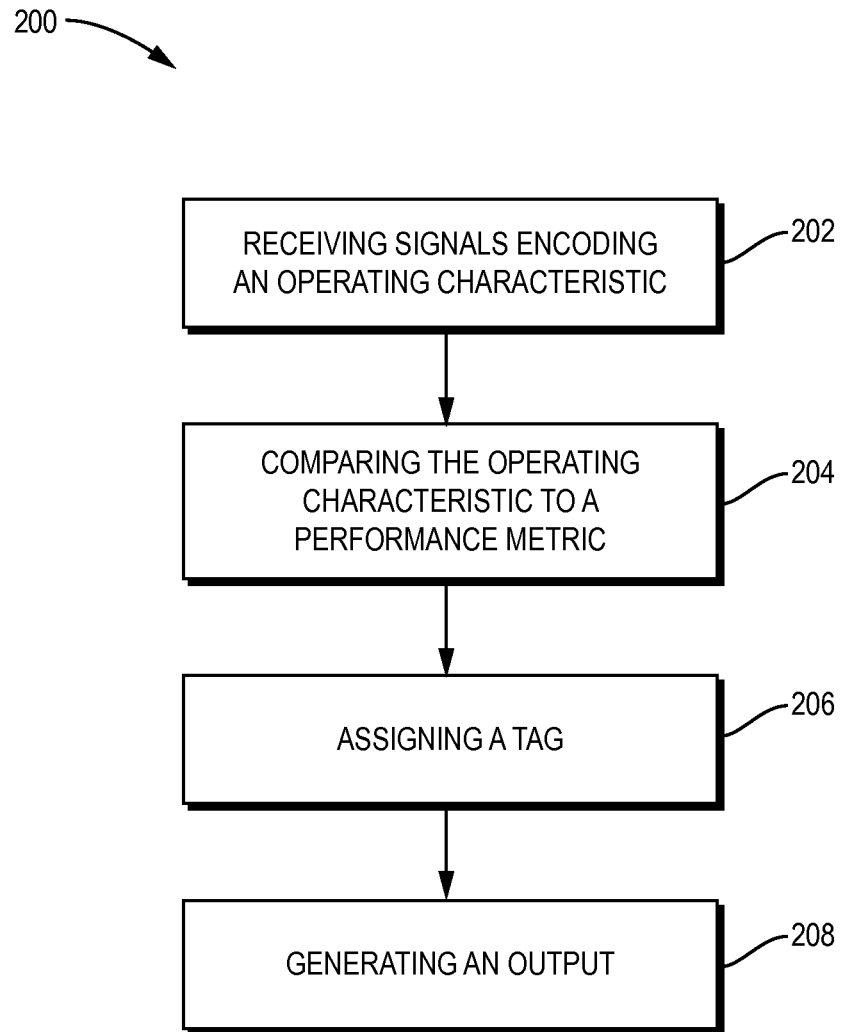 200
RECEIVING SIGNALS ENCODING
AN OPERATING CHARACTERISTIC
202
COMPARING THE OPERATING
CHARACTERISTIC TO A
PERFORMANCE METRIC
204
ASSIGNING A TAG
206
GENERATING AN OUTPUT
208